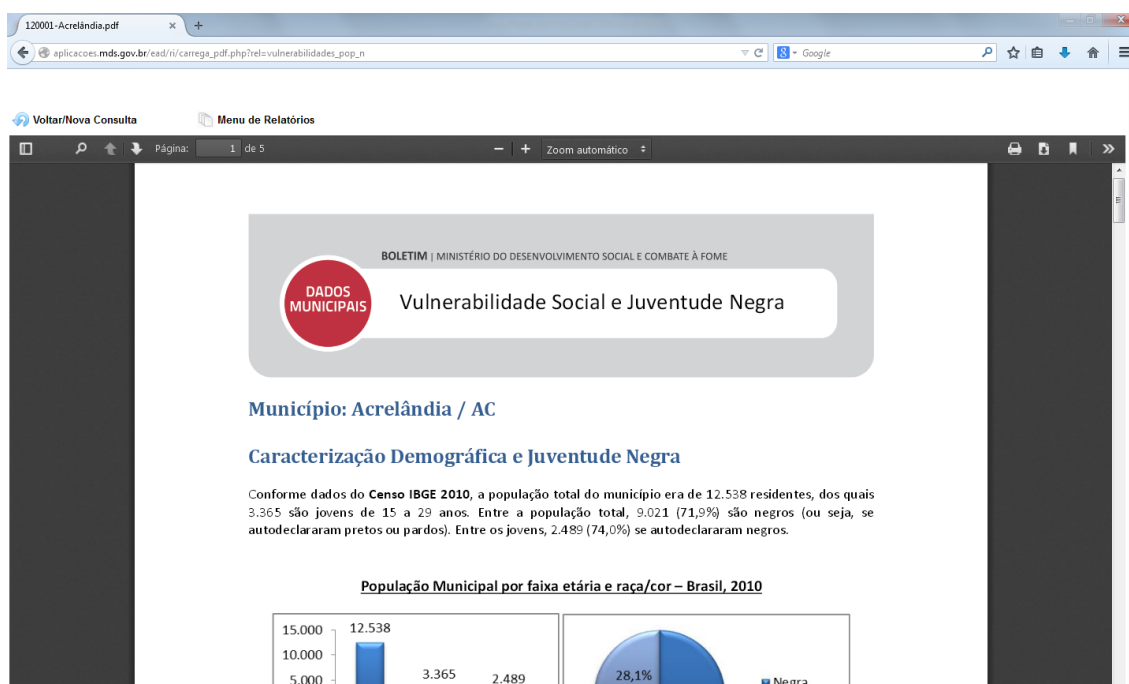 120001-Acrelândia.pdf
aplicacoes.mds.gov.br/ead/ri/carrega_pdf.php?rel=vulnerabilidades_pop_n
Google
Voltar/Nova Consulta
Menu de Relatórios
Página: 1 de 5
Zoom automático
BOLETIM | MINISTÉRIO DO DESENVOLVIMENTO SOCIAL E COMBATE À FOME
DADOS
MUNICIPAIS
Vulnerabilidade Social e Juventude Negra
Município: Acrelândia / AC
Caracterização Demográfica e Juventude Negra
Conforme dados do Censo IBGE 2010, a população total do município era de 12.538 residentes, dos quais
3.365 são jovens de 15 a 29 anos. Entre a população total, 9.021 (71,9%) são negros (ou seja, se
autodeclararam pretos ou pardos). Entre os jovens, 2.489 (74,0%) se autodeclararam negros.
População Municipal por faixa etária e raça/cor – Brasil, 2010
15.000
12.538
10.000
3.365
5.000
2.489
28,1%
Negra